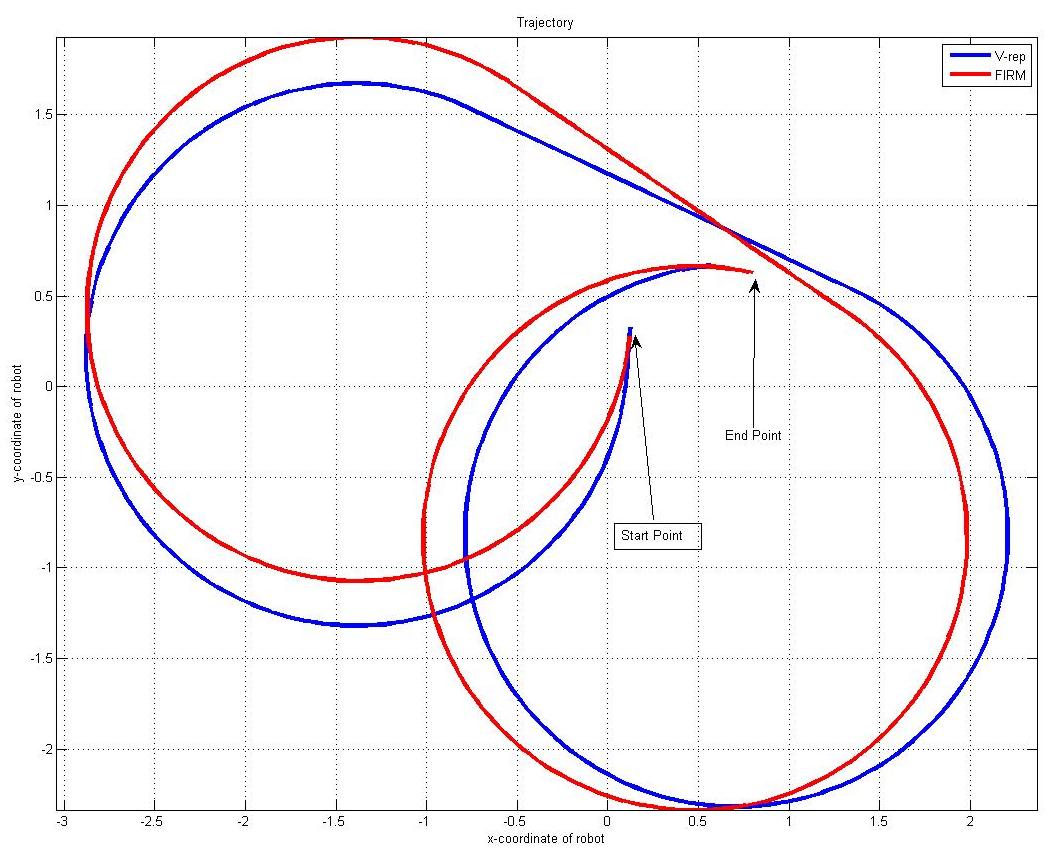 Trajectory
V-rep
FIRM
1.5
1
0.5
0
-0.5
-1
-1.5
-2
y-coordinate of robot
End Point
Start Point
-3
-2.5
-2
-1.5
-1
-0.5
0
0.5
1
1.5
2
x-coordinate of robot